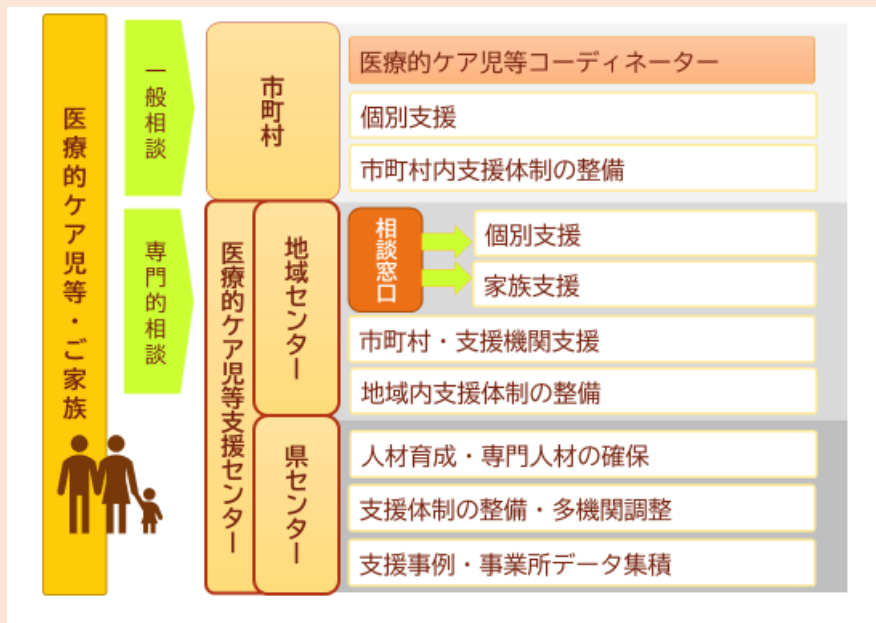 医療的ケア児等・ご家族
一般相談
市町村
医療的ケア児等コーディネーター
個別支援
市町村内支援体制の整備
専門的相談
医療的ケア児等支援センター
地域センター
相談窓口
個別支援
家族支援
市町村・支援機関支援
地域内支援体制の整備
県センター
人材育成・専門人材の確保
支援体制の整備・多機関調整
支援事例・事業所データ集積